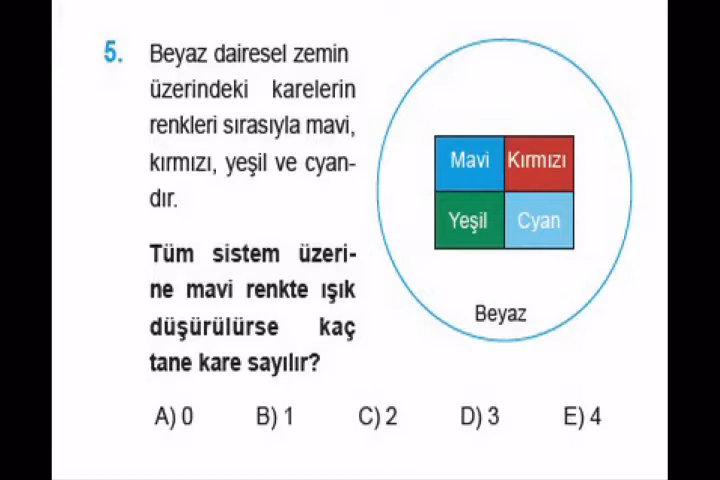 5. Beyaz dairesel zemin
üzerindeki karelerin
renkleri sırasıyla mavi,
kırmızı, yeşil ve cyan-
dır.
Tüm sistem üzeri-
ne mavi renkte ışık
düşürülürse kaç
tane kare sayılır?
Mavi Kırmızı
Yeşil Cyan
Beyaz
A) 0 B) 1 C) 2 D) 3 E) 4